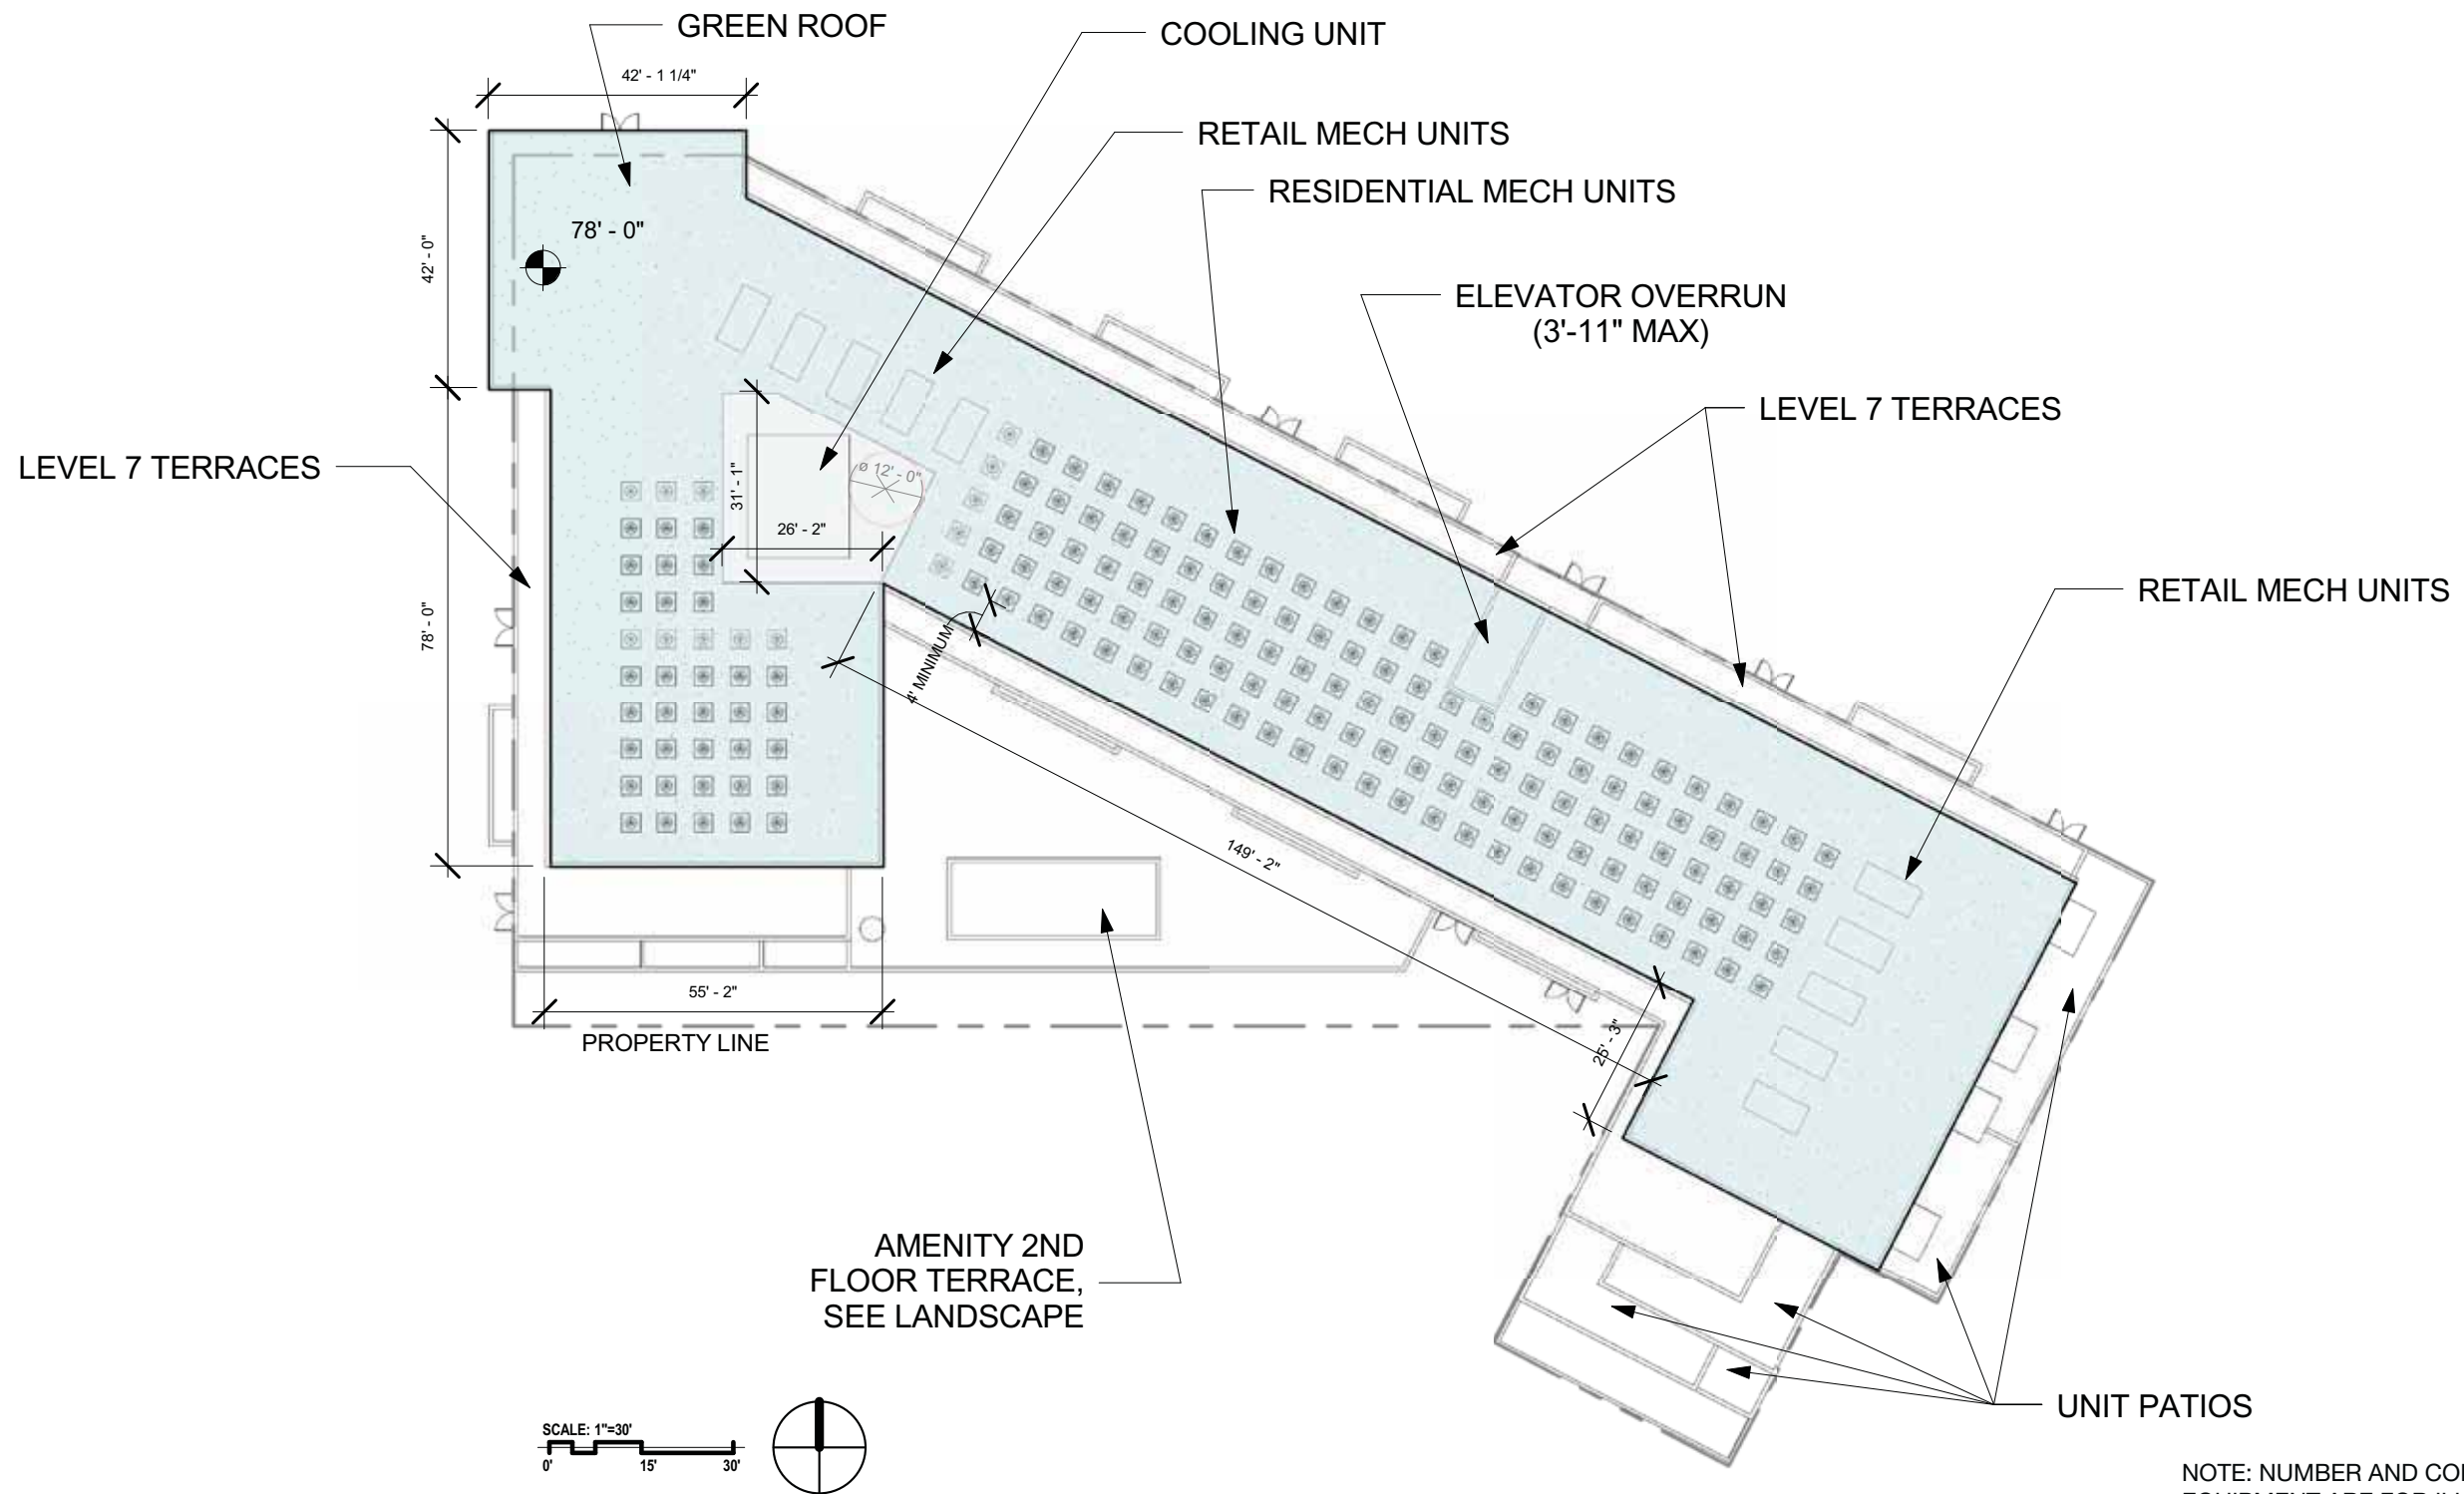 GREEN ROOF
COOLING UNIT
42' - 1 1/4"
RETAIL MECH UNITS
RESIDENTIAL MECH UNITS
78' - 0"
42' - 0"
ELEVATOR OVERRUN
(3'-11" MAX)
LEVEL 7 TERRACES
LEVEL 7 TERRACES
ø 12' - 0"
31' - 1"
26' - 2"
RETAIL MECH UNITS
78' - 0"
4' MINIMUM
149' - 2"
55' - 2"
PROPERTY LINE
25' - 3"
AMENITY 2ND
FLOOR TERRACE,
SEE LANDSCAPE
UNIT PATIOS
SCALE: 1"=30'
0' 15' 30'
NOTE: NUMBER AND